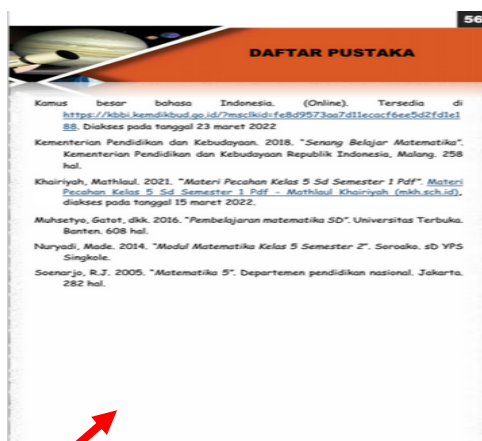 56
DAFTAR PUSTAKA
Kamus besar bahasa Indonesia. (Online). Tersedia di
https://kbbi.kemdikbud.go.id/?msclkid=fe8d9573aa7d11ecacf6ee5d2fd1e1
88. Diakses pada tanggal 23 maret 2022
Kementerian Pendidikan dan Kebudayaan. 2018. "Senang Belajar Matematika".
Kementerian Pendidikan dan Kebudayaan Republik Indonesia, Malang. 258
hal.
Khairiyah, Mathlaul. 2021. "Materi Pecahan Kelas 5 Sd Semester 1 Pdf". Materi
Pecahan Kelas 5 Sd Semester 1 Pdf - Mathlaul Khairiyah (mkh.sch.id),
diakses pada tanggal 15 maret 2022.
Muhsetyo, Gatot, dkk. 2016. "Pembelajaran matematika SD". Universitas Terbuka.
Banten. 608 hal.
Nuryadi, Made. 2014. "Modul Matematika Kelas 5 Semester 2". Soroako. sD YPS
Singkole.
Soenarjo, R.J. 2005. "Matematika 5". Departemen pendidikan nasional. Jakarta.
282 hal.